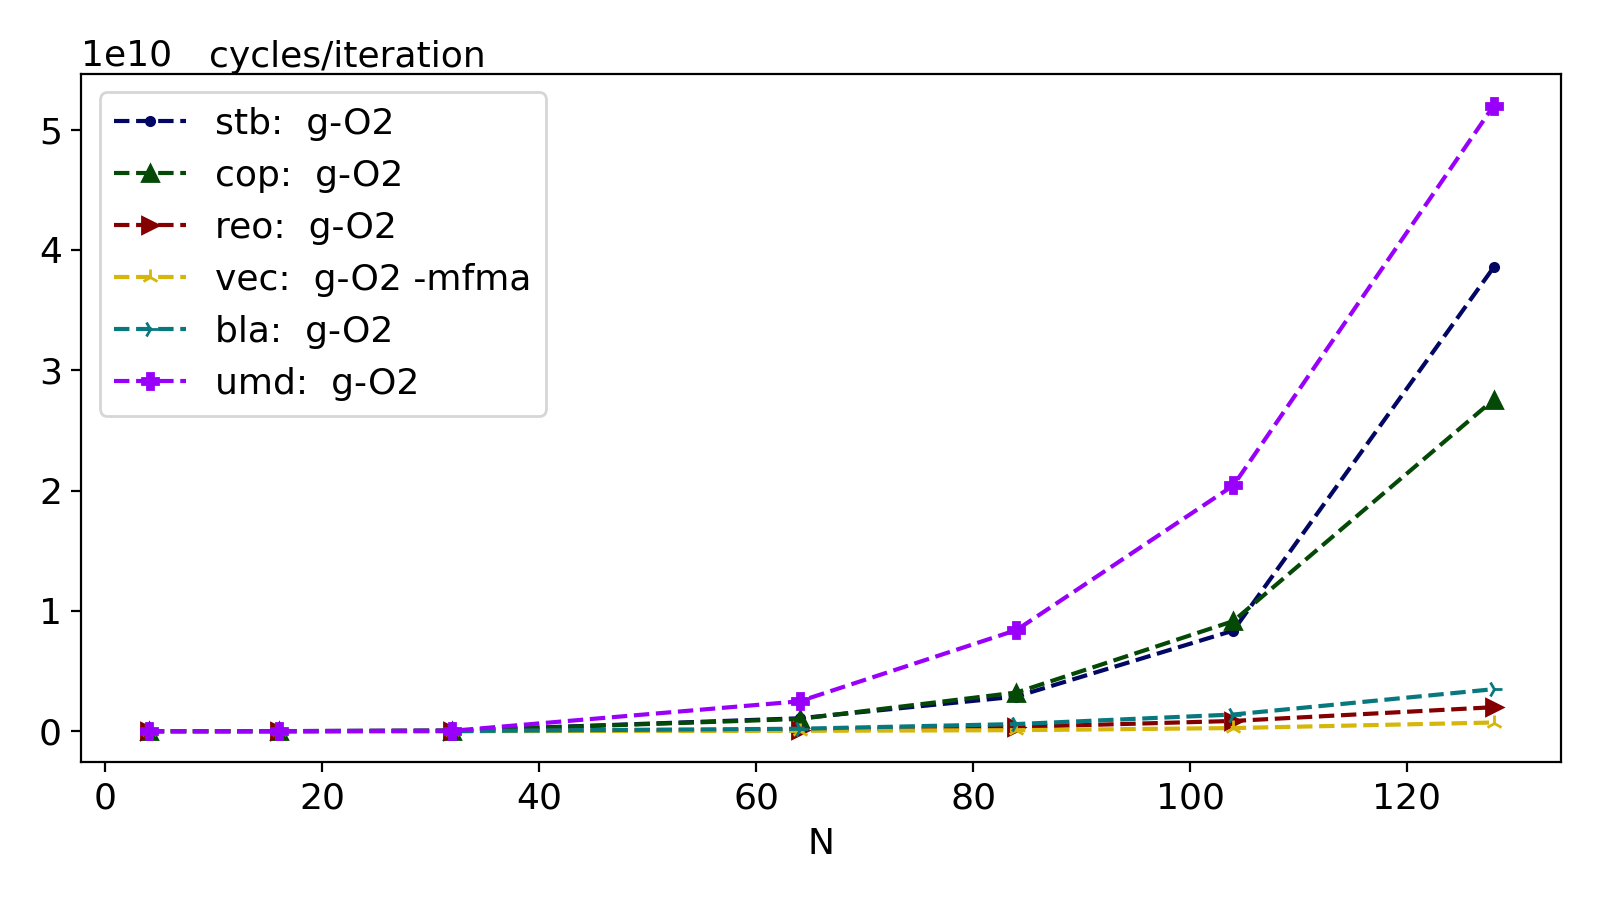 1e10 cycles/iteration
stb: g-O2
cop: g-O2
reo: g-O2
vec: g-O2 -mfma
bla: g-O2
umd: g-O2
5
4
3
2
1
0
0 20 40 60 80 100 120
N